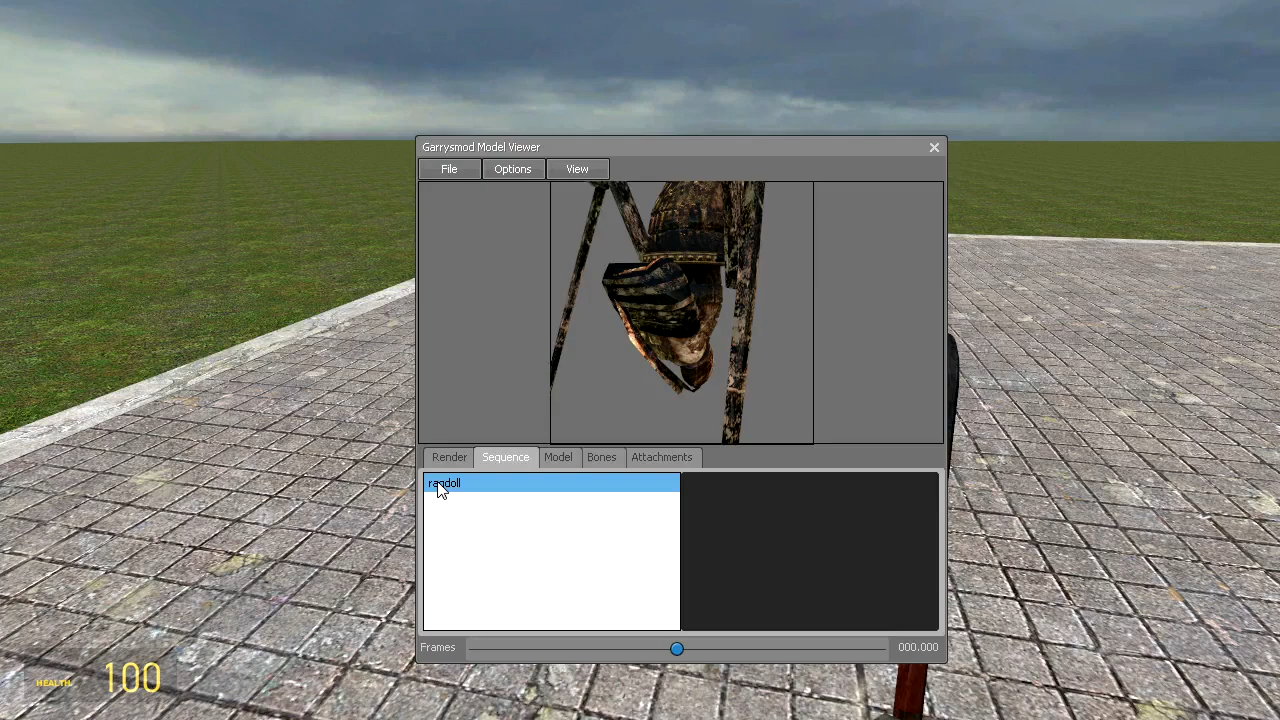 Garrysmod Model Viewer
File Options View
Render Sequence Model Bones Attachments
ragdoll
Frames 000.000
HEALTH 100